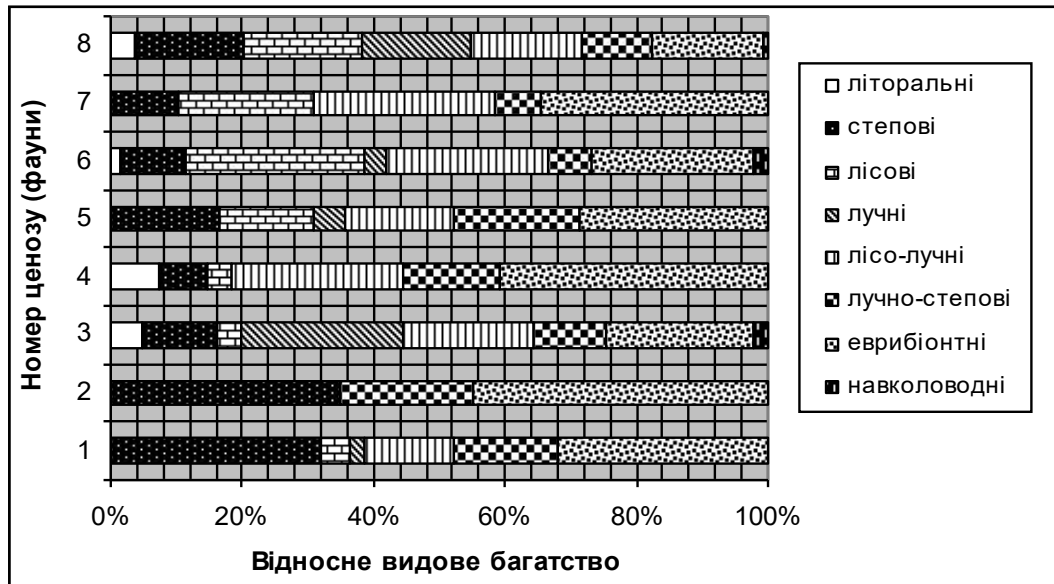 Номер ценозу (фауни)
8
7
6
5
4
3
2
1
0% 20% 40% 60% 80% 100%
Відносне видове багатство
літоральні
степові
лісові
лучні
лісо-лучні
лучно-степові
еврибіонтні
навколоводні